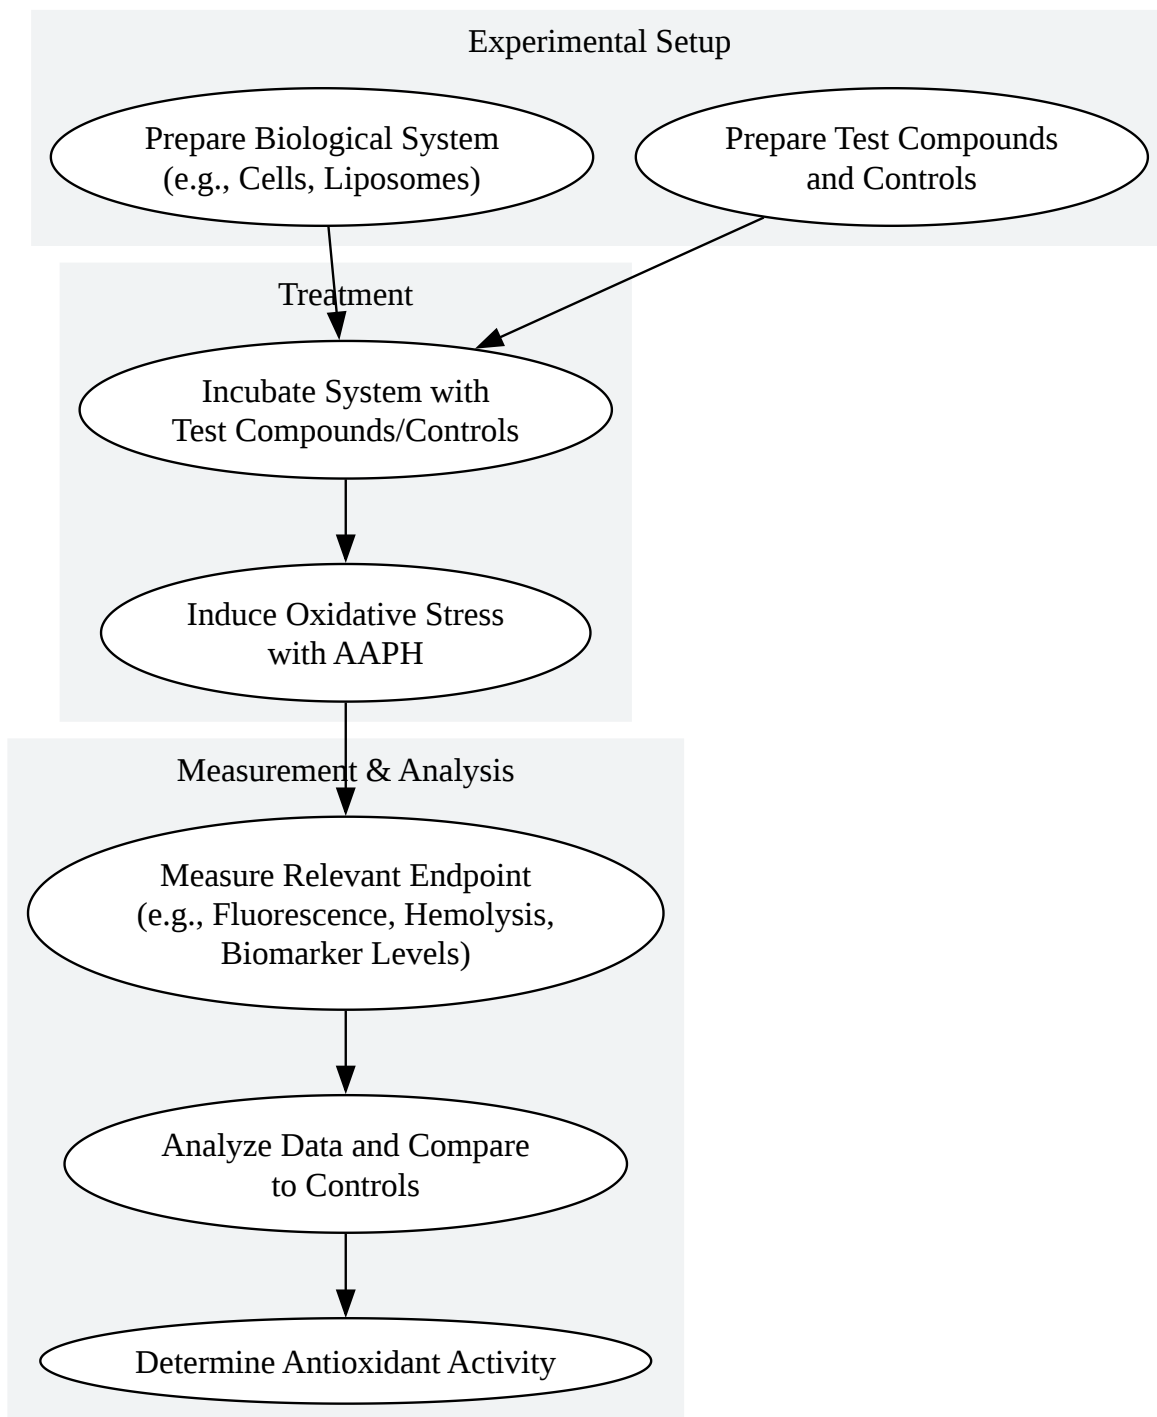 Experimental Setup
Prepare Biological System
(e.g., Cells, Liposomes)
Prepare Test Compounds
and Controls
Treatment
Incubate System with
Test Compounds/Controls
Induce Oxidative Stress
with AAPH
Measurement & Analysis
Measure Relevant Endpoint
(e.g., Fluorescence, Hemolysis,
Biomarker Levels)
Analyze Data and Compare
to Controls
Determine Antioxidant Activity